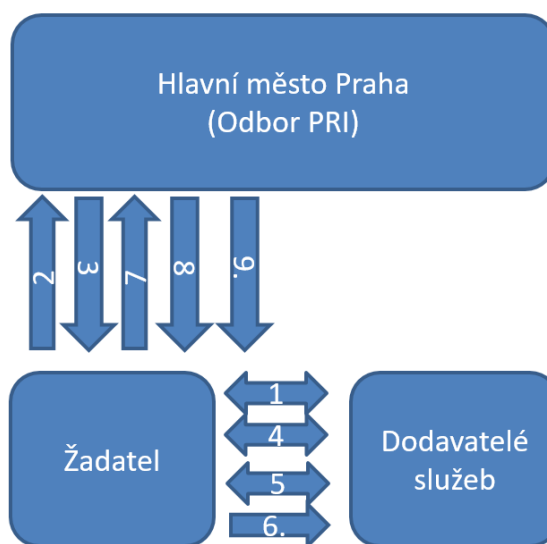 Hlavní město Praha
(Odbor PRI)
2
3
7
8
9.
1
4
5
6.
Žadatel
Dodavatelé
služeb